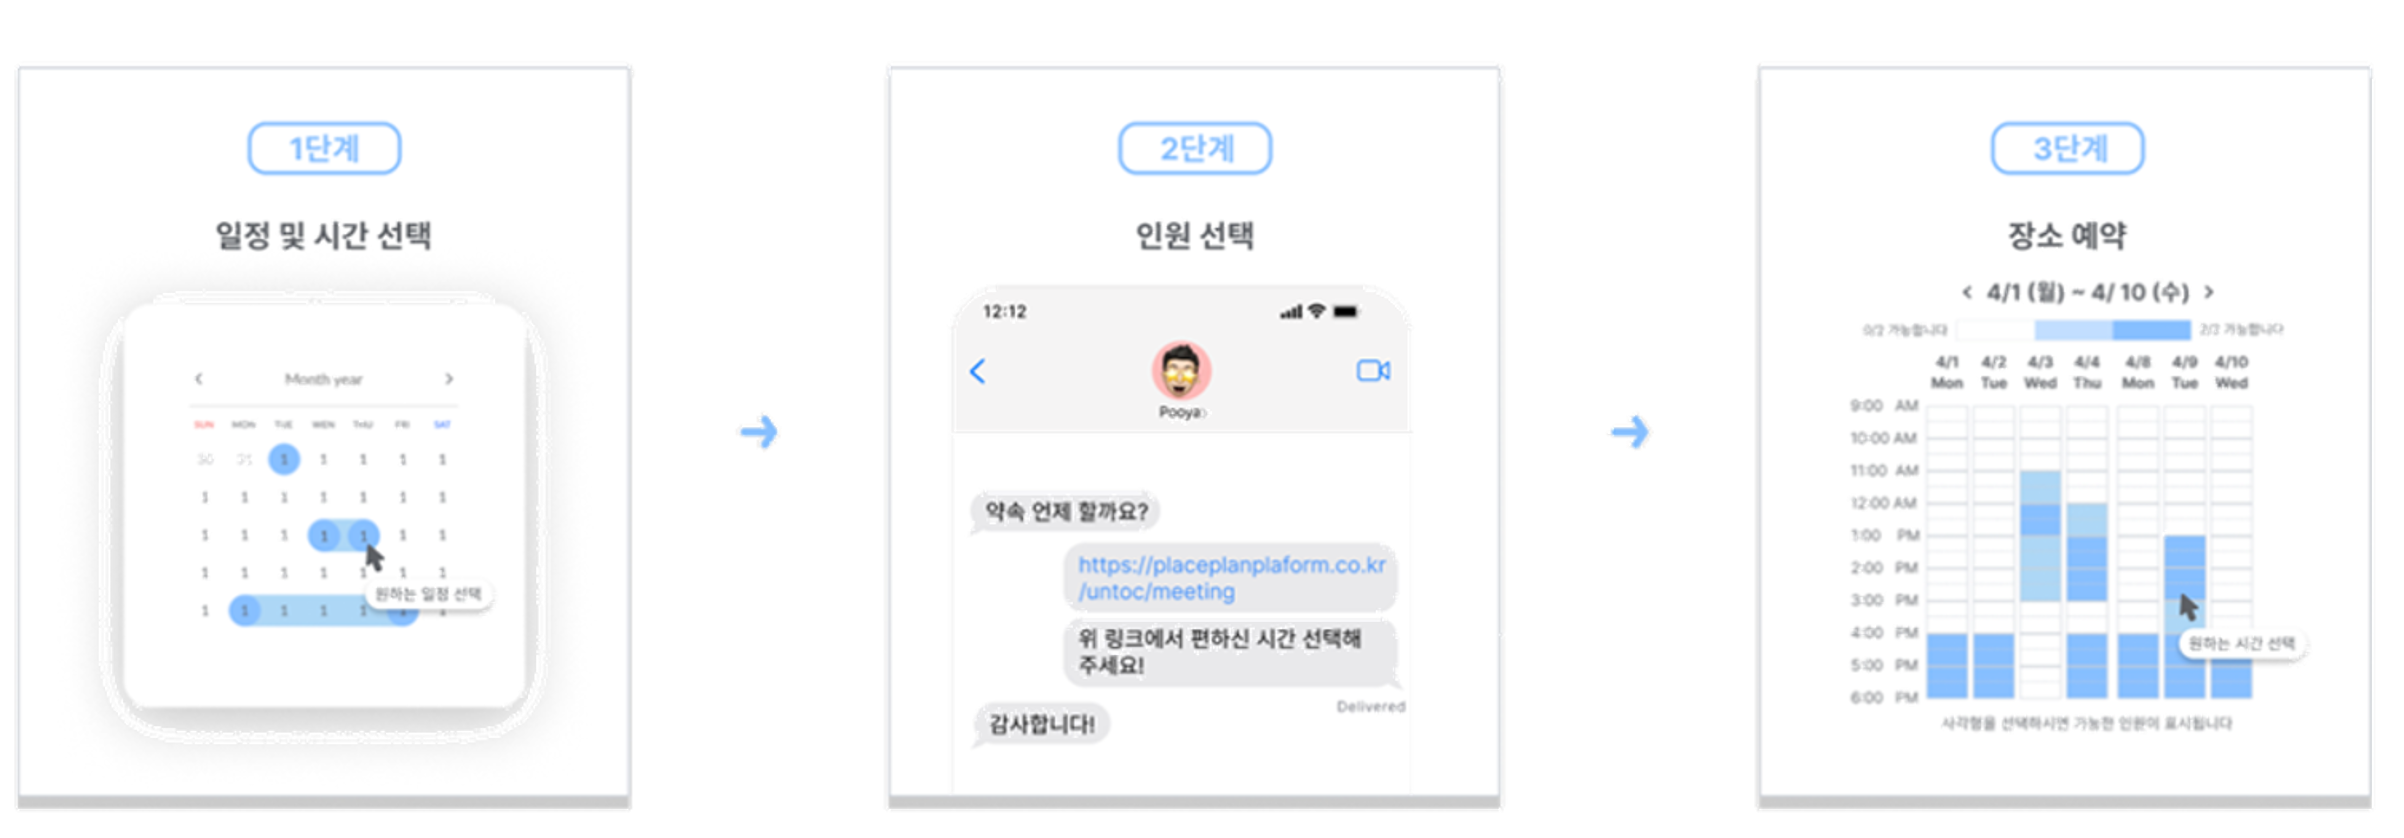 1단계
일정 및 시간 선택
Month year
SUN MON TUE WEN THU FRI SAT
30 31 1 1 1 1 1
1 1 1 1 1 1 1
1 1 1 1 1 1 1
1 1 1 1 1 1 1
원하는 일정 선택
1 1 1 1 1 1 1
2단계
인원 선택
12:12
Pooya
약속 언제 할까요?
https://placeplanplaform.co.kr
/untoc/meeting
위 링크에서 편하신 시간 선택해
주세요!
Delivered
감사합니다!
3단계
장소 예약
4/1 (월) ~ 4/ 10 (수)
0/2 가능합니다 2/2 가능합니다
4/1 4/2 4/3 4/4 4/8 4/9 4/10
Mon Tue Wed Thu Mon Tue Wed
9:00 AM
10:00 AM
11:00 AM
12:00 AM
1:00 PM
2:00 PM
3:00 PM
4:00 PM
원하는 시간 선택
5:00 PM
6:00 PM
사각형을 선택하시면 가능한 인원이 표시됩니다